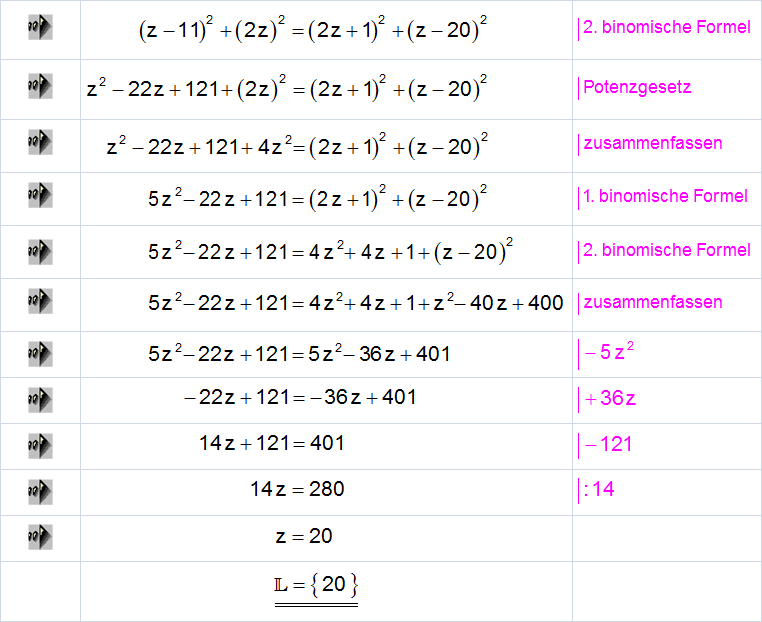 (z − 11)² + (2z)² = (2z + 1)² + (z − 20)² | 2. binomische Formel
z² − 22z + 121 + (2z)² = (2z + 1)² + (z − 20)² | Potenzgesetz
z² − 22z + 121 + 4z² = (2z + 1)² + (z − 20)² | zusammenfassen
5z² − 22z + 121 = (2z + 1)² + (z − 20)² | 1. binomische Formel
5z² − 22z + 121 = 4z² + 4z + 1 + (z − 20)² | 2. binomische Formel
5z² − 22z + 121 = 4z² + 4z + 1 + z² − 40z + 400 | zusammenfassen
5z² − 22z + 121 = 5z² − 36z + 401 | − 5z²
− 22z + 121 = − 36z + 401 | + 36z
14z + 121 = 401 | − 121
14z = 280 | : 14
z = 20
𝕃 = {20}